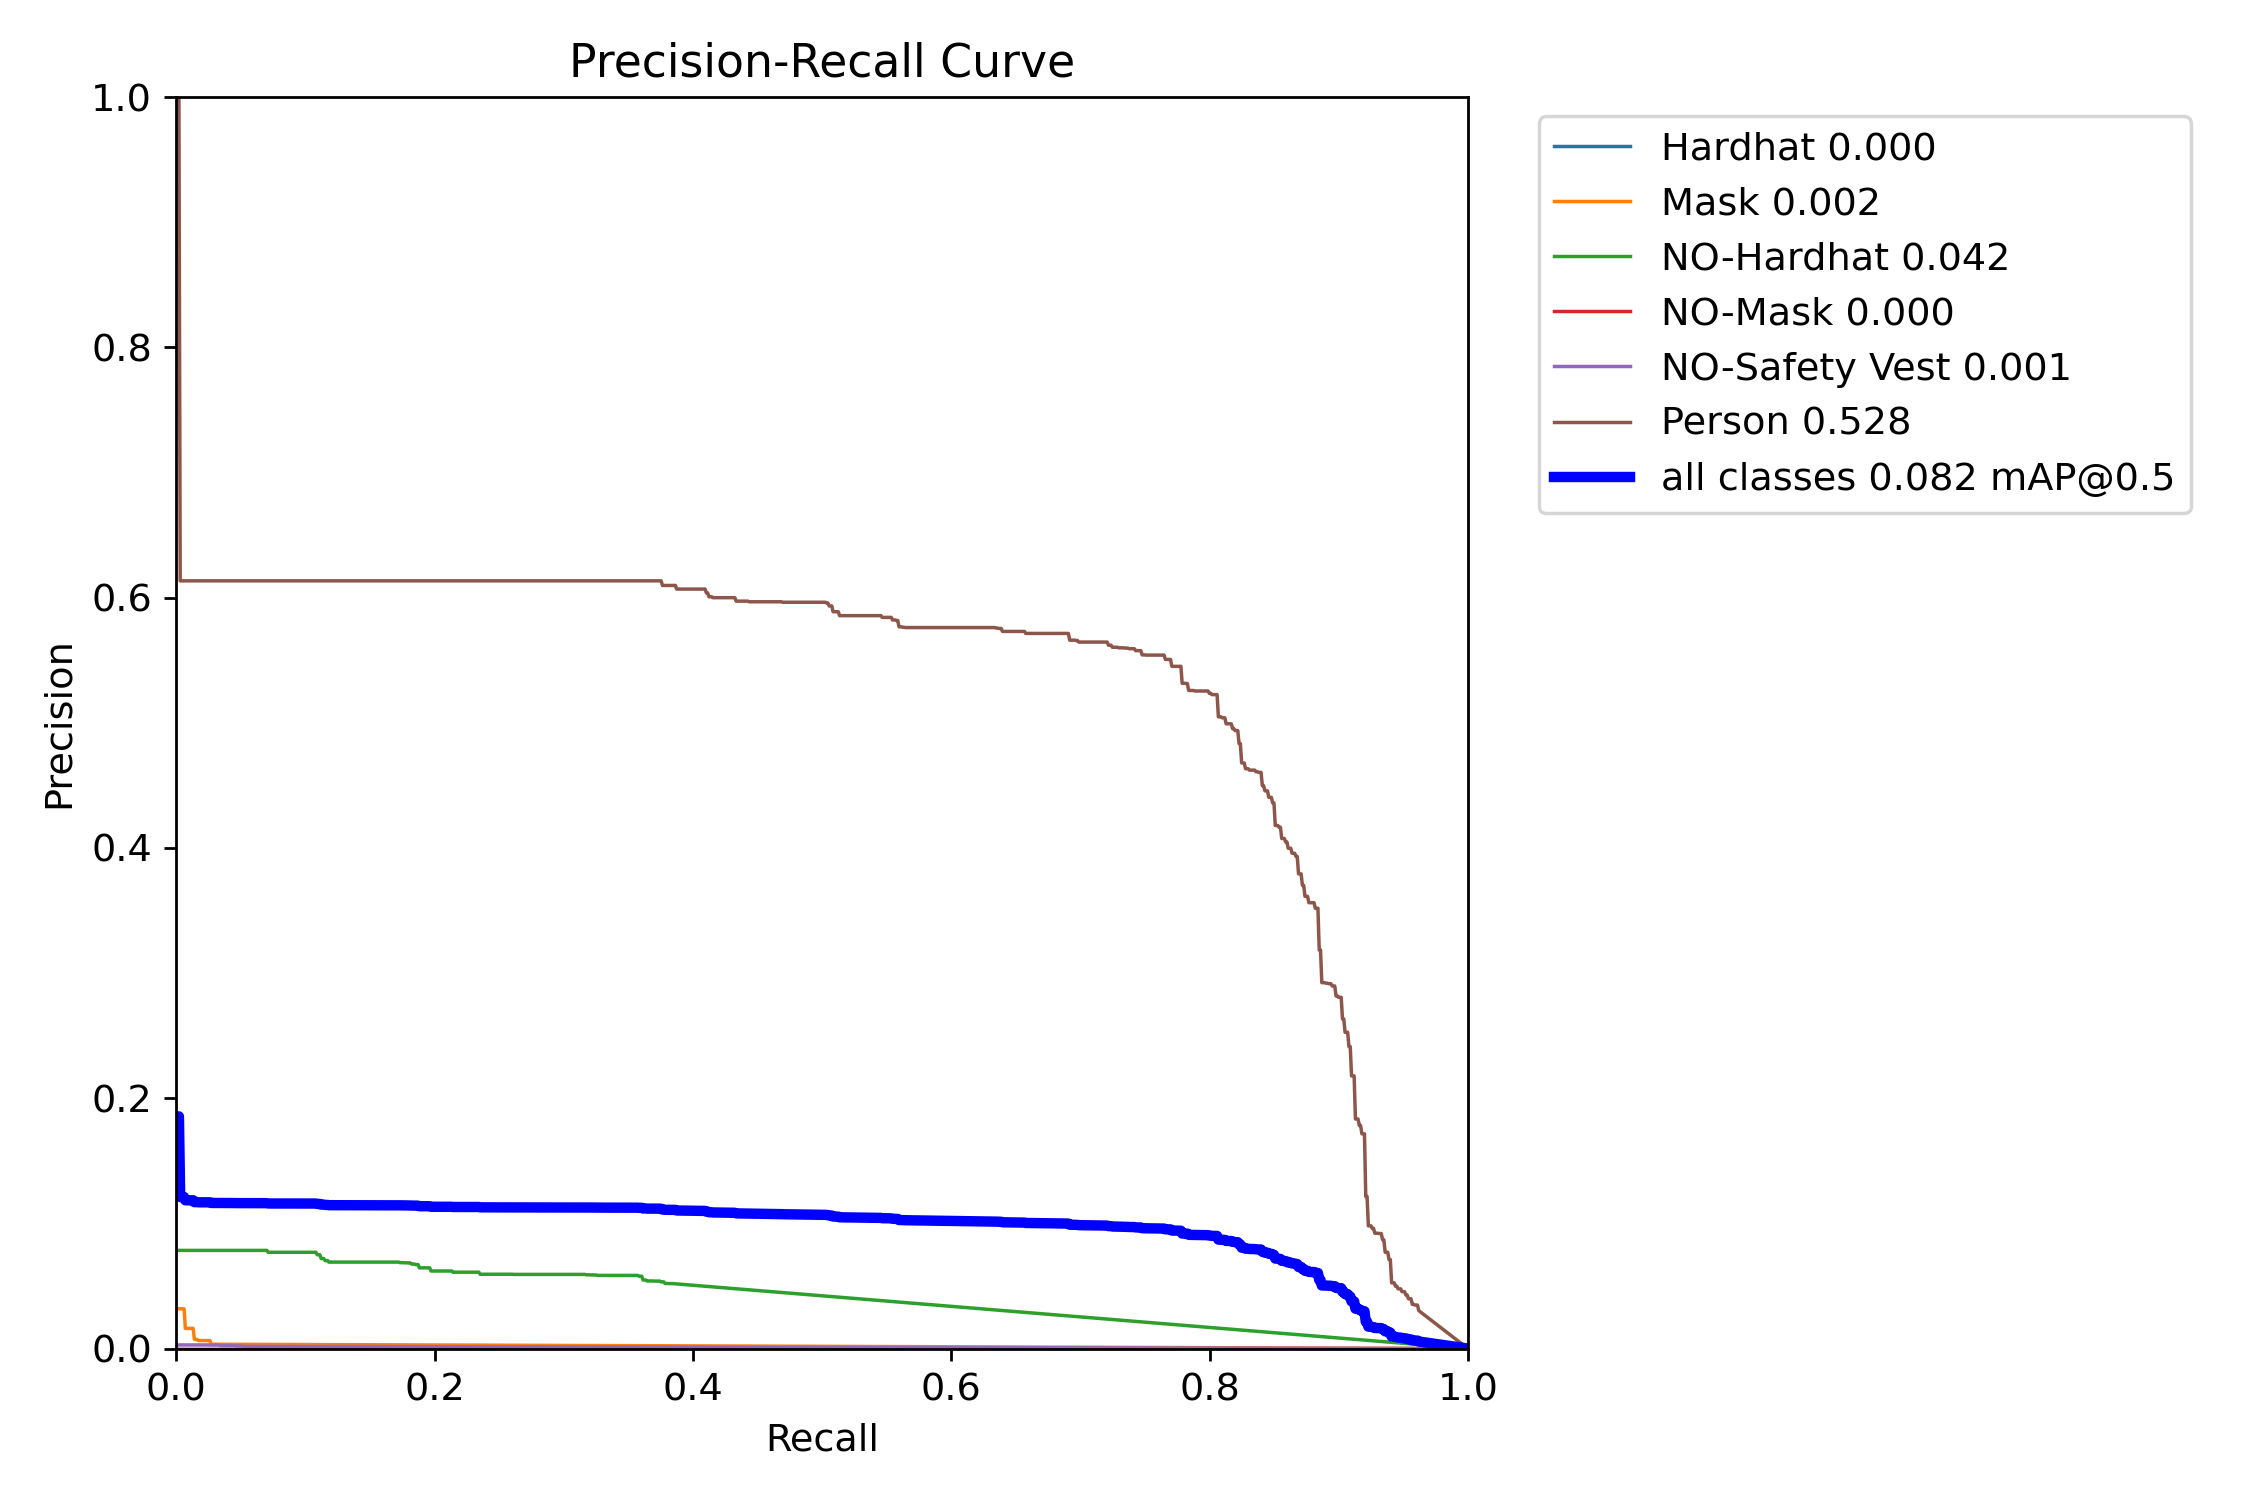 Precision-Recall Curve
1.0
0.8
0.6
0.4
0.2
0.0
Precision
0.0 0.2 0.4 0.6 0.8 1.0
Recall
Hardhat 0.000
Mask 0.002
NO-Hardhat 0.042
NO-Mask 0.000
NO-Safety Vest 0.001
Person 0.528
all classes 0.082 mAP@0.5